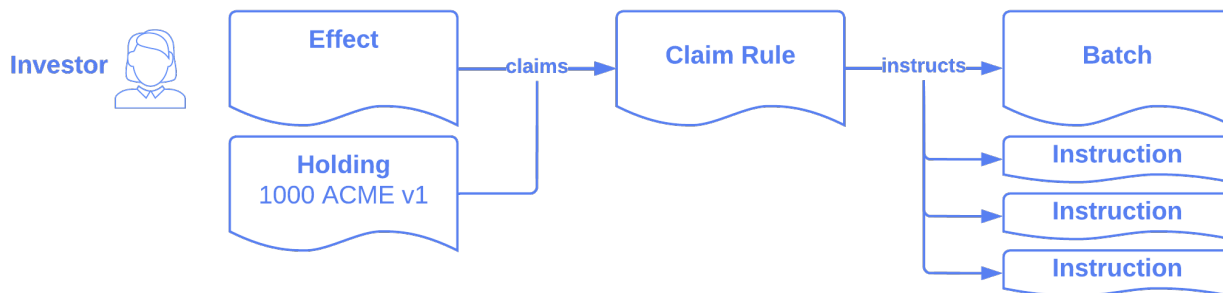 Investor
Effect
claims
Claim Rule
instructs
Batch
Holding
1000 ACME v1
Instruction
Instruction
Instruction